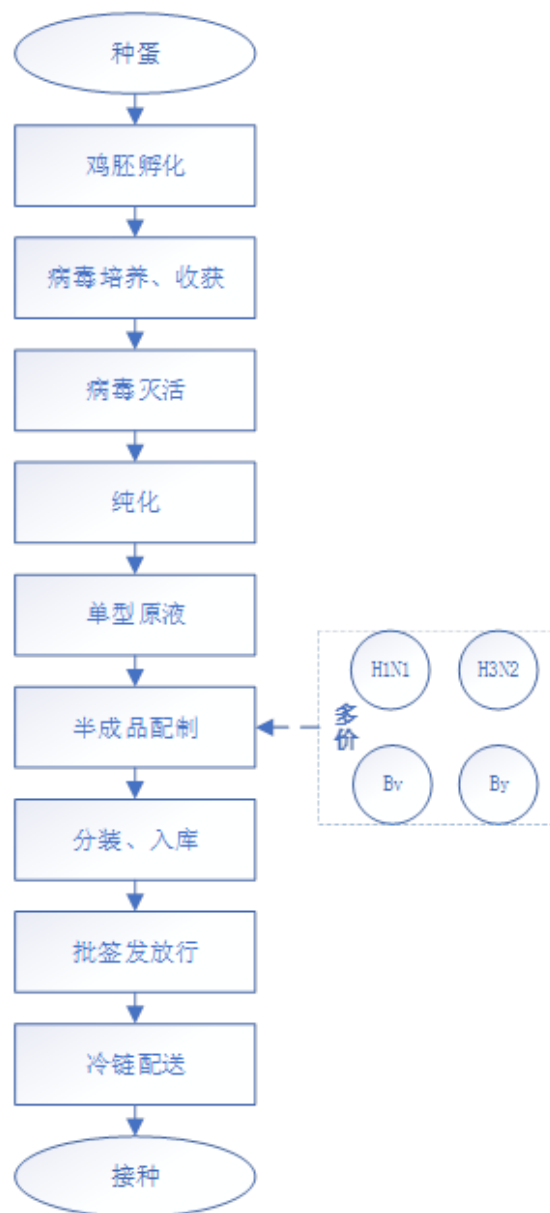 种蛋
鸡胚孵化
病毒培养、收获
病毒灭活
纯化
单型原液
半成品配制
多价
H1N1
H3N2
Bv
By
分装、入库
批签发放行
冷链配送
接种